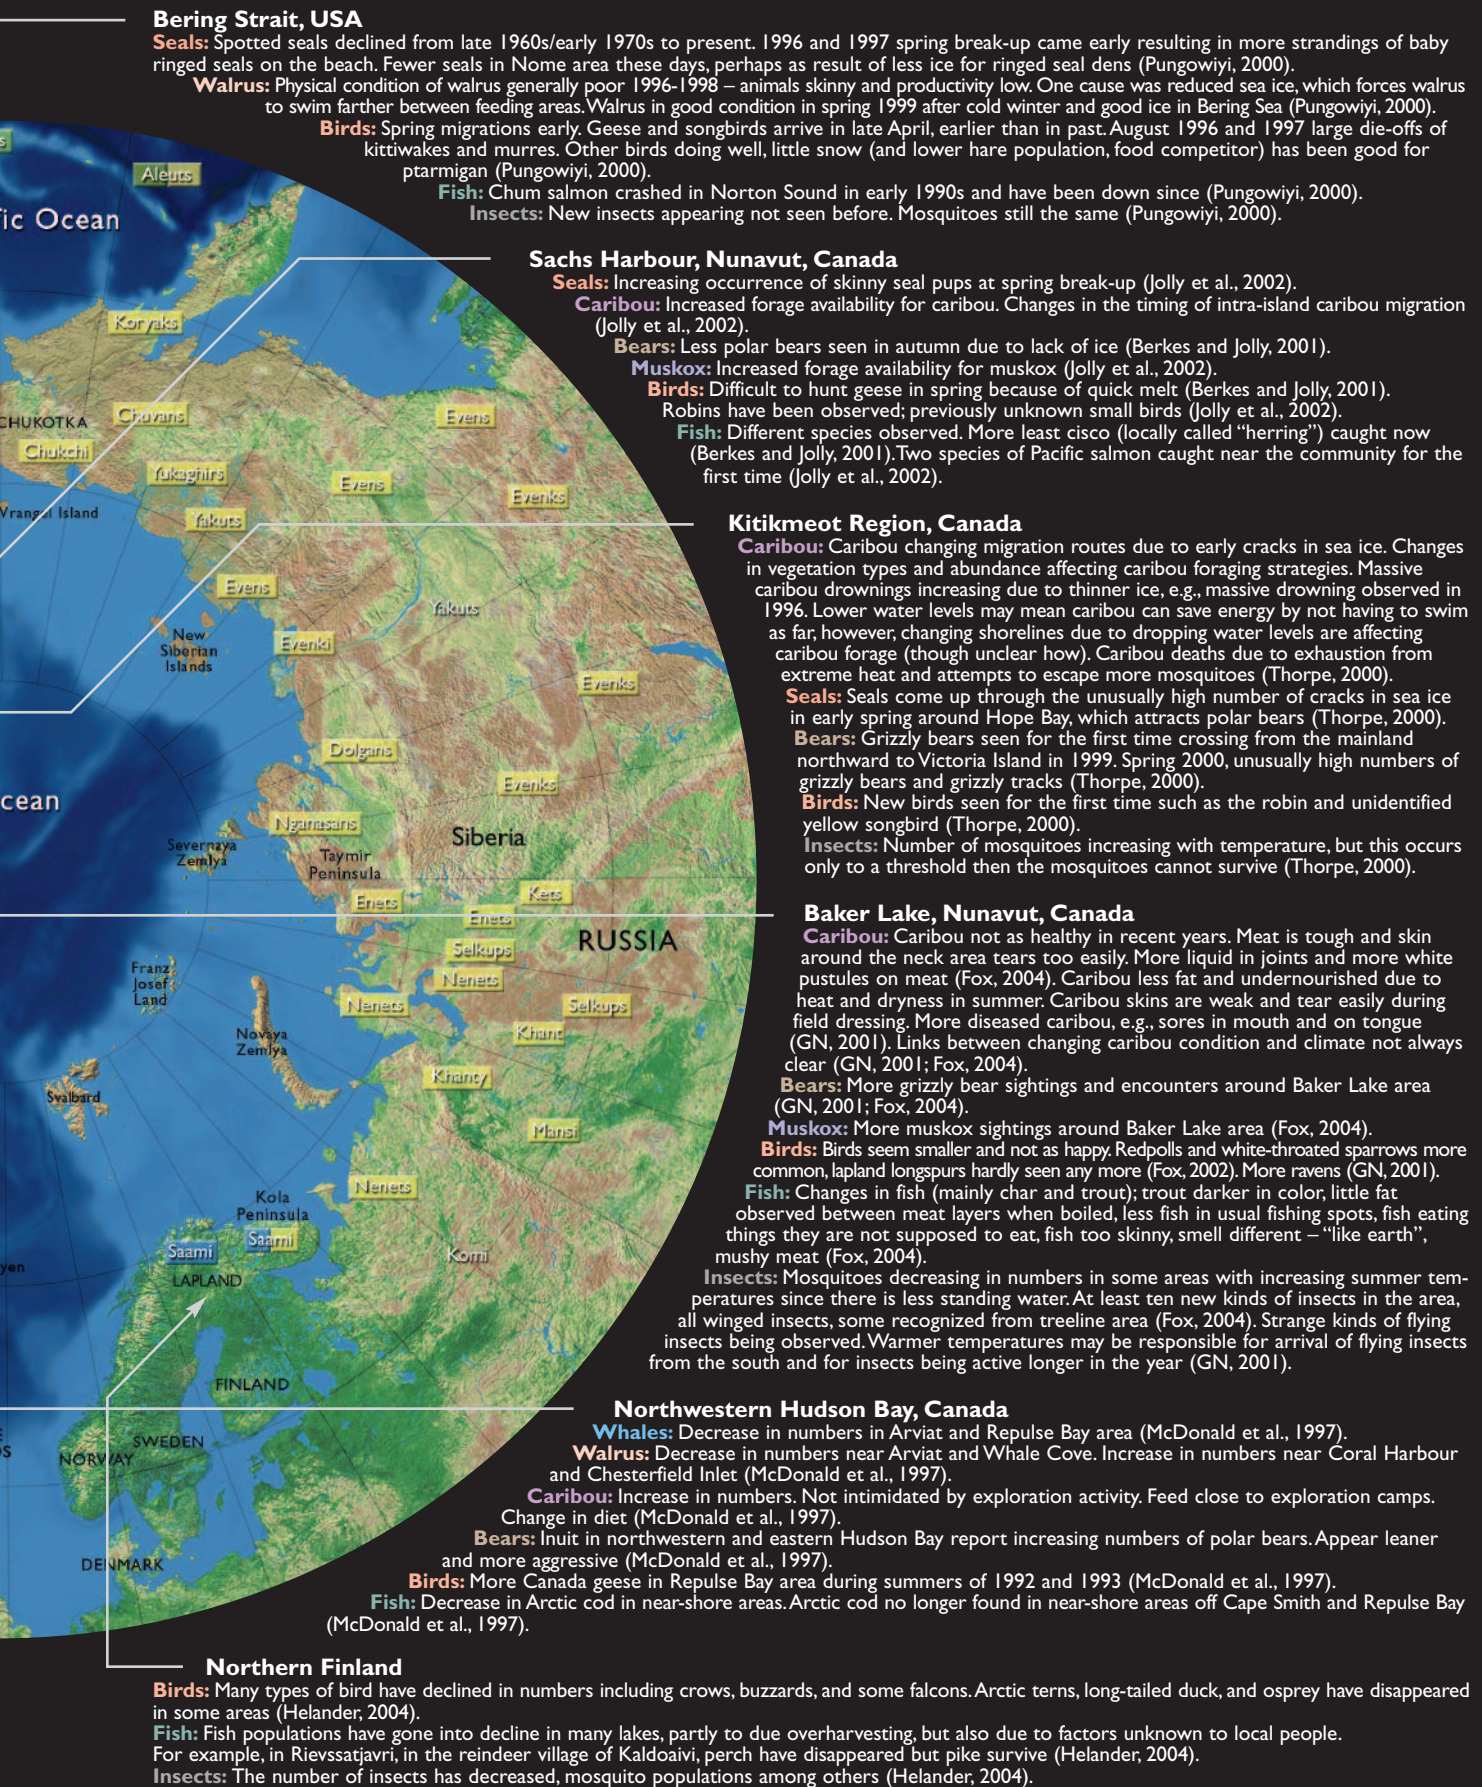 Bering Strait, USA
Seals: Spotted seals declined from late 1960s/early 1970s to present. 1996 and 1997 spring break-up came early resulting in more strandings of baby
ringed seals on the beach. Fewer seals in Nome area these days, perhaps as result of less ice for ringed seal dens (Pungowiyi, 2000).
Walrus: Physical condition of walrus generally poor 1996-1998 – animals skinny and productivity low. One cause was reduced sea ice, which forces walrus
to swim farther between feeding areas. Walrus in good condition in spring 1999 after cold winter and good ice in Bering Sea (Pungowiyi, 2000).
Birds: Spring migrations early. Geese and songbirds arrive in late April, earlier than in past. August 1996 and 1997 large die-offs of
kittiwakes and murres. Other birds doing well, little snow (and lower hare population, food competitor) has been good for
ptarmigan (Pungowiyi, 2000).
Fish: Chum salmon crashed in Norton Sound in early 1990s and have been down since (Pungowiyi, 2000).
Insects: New insects appearing not seen before. Mosquitoes still the same (Pungowiyi, 2000).
Sachs Harbour, Nunavut, Canada
Seals: Increasing occurrence of skinny seal pups at spring break-up (Jolly et al., 2002).
Caribou: Increased forage availability for caribou. Changes in the timing of intra-island caribou migration
(Jolly et al., 2002).
Bears: Less polar bears seen in autumn due to lack of ice (Berkes and Jolly, 2001).
Muskox: Increased forage availability for muskox (Jolly et al., 2002).
Birds: Difficult to hunt geese in spring because of quick melt (Berkes and Jolly, 2001).
Robins have been observed; previously unknown small birds (Jolly et al., 2002).
Fish: Different species observed. More least cisco (locally called “herring”) caught now
(Berkes and Jolly, 2001). Two species of Pacific salmon caught near the community for the
first time (Jolly et al., 2002).
Kitikmeot Region, Canada
Caribou: Caribou changing migration routes due to early cracks in sea ice. Changes
in vegetation types and abundance affecting caribou foraging strategies. Massive
caribou drownings increasing due to thinner ice, e.g., massive drowning observed in
1996. Lower water levels may mean caribou can save energy by not having to swim
as far, however, changing shorelines due to dropping water levels are affecting
caribou forage (though unclear how). Caribou deaths due to exhaustion from
extreme heat and attempts to escape more mosquitoes (Thorpe, 2000).
Seals: Seals come up through the unusually high number of cracks in sea ice
in early spring around Hope Bay, which attracts polar bears (Thorpe, 2000).
Bears: Grizzly bears seen for the first time crossing from the mainland
northward to Victoria Island in 1999. Spring 2000, unusually high numbers of
grizzly bears and grizzly tracks (Thorpe, 2000).
Birds: New birds seen for the first time such as the robin and unidentified
yellow songbird (Thorpe, 2000).
Insects: Number of mosquitoes increasing with temperature, but this occurs
only to a threshold then the mosquitoes cannot survive (Thorpe, 2000).
Baker Lake, Nunavut, Canada
Caribou: Caribou not as healthy in recent years. Meat is tough and skin
around the neck area tears too easily. More liquid in joints and more white
pustules on meat (Fox, 2004). Caribou less fat and undernourished due to
heat and dryness in summer. Caribou skins are weak and tear easily during
field dressing. More diseased caribou, e.g., sores in mouth and on tongue
(GN, 2001). Links between changing caribou condition and climate not always
clear (GN, 2001; Fox, 2004).
Bears: More grizzly bear sightings and encounters around Baker Lake area
(GN, 2001; Fox, 2004).
Muskox: More muskox sightings around Baker Lake area (Fox, 2004).
Birds: Birds seem smaller and not as happy. Redpolls and white-throated sparrows more
common, lapland longspurs hardly seen any more (Fox, 2002). More ravens (GN, 2001).
Fish: Changes in fish (mainly char and trout); trout darker in color, little fat
observed between meat layers when boiled, less fish in usual fishing spots, fish eating
things they are not supposed to eat, fish too skinny, smell different – “like earth”,
mushy meat (Fox, 2004).
Insects: Mosquitoes decreasing in numbers in some areas with increasing summer tem-
peratures since there is less standing water. At least ten new kinds of insects in the area,
all winged insects, some recognized from treeline area (Fox, 2004). Strange kinds of flying
insects being observed. Warmer temperatures may be responsible for arrival of flying insects
from the south and for insects being active longer in the year (GN, 2001).
Northwestern Hudson Bay, Canada
Whales: Decrease in numbers in Arviat and Repulse Bay area (McDonald et al., 1997).
Walrus: Decrease in numbers near Arviat and Whale Cove. Increase in numbers near Coral Harbour
and Chesterfield Inlet (McDonald et al., 1997).
Caribou: Increase in numbers. Not intimidated by exploration activity. Feed close to exploration camps.
Change in diet (McDonald et al., 1997).
Bears: Inuit in northwestern and eastern Hudson Bay report increasing numbers of polar bears. Appear leaner
and more aggressive (McDonald et al., 1997).
Birds: More Canada geese in Repulse Bay area during summers of 1992 and 1993 (McDonald et al., 1997).
Fish: Decrease in Arctic cod in near-shore areas. Arctic cod no longer found in near-shore areas off Cape Smith and Repulse Bay
(McDonald et al., 1997).
Northern Finland
Birds: Many types of bird have declined in numbers including crows, buzzards, and some falcons. Arctic terns, long-tailed duck, and osprey have disappeared
in some areas (Helander, 2004).
Fish: Fish populations have gone into decline in many lakes, partly to due overharvesting, but also due to factors unknown to local people.
For example, in Rievssatjavri, in the reindeer village of Kaldoaivi, perch have disappeared but pike survive (Helander, 2004).
Insects: The number of insects has decreased, mosquito populations among others (Helander, 2004).
s
Aleuts
fic Ocean
Koryaks
CHUKOTKA
Chuvans
Evens
Chukchi
Yukaghirs
Evens
Evenks
Vrangel Island
Yakuts
Evens
Yakuts
New
Siberian
Islands
Evenki
Evenks
Dolgans
Evenks
cean
Nganasans
Siberia
Severnaya
Zemlya
Taymir
Peninsula
Kets
Enets
Enets
RUSSIA
Selkups
Franz
Josef
Land
Nenets
Nenets
Selkups
Khant
Novaya
Zemlya
Khanty
Svalbard
Mansi
Nenets
Kola
Peninsula
Saami
Saami
Komi
yen
LAPLAND
FINLAND
E
OS
SWEDEN
NORWAY
DENMARK